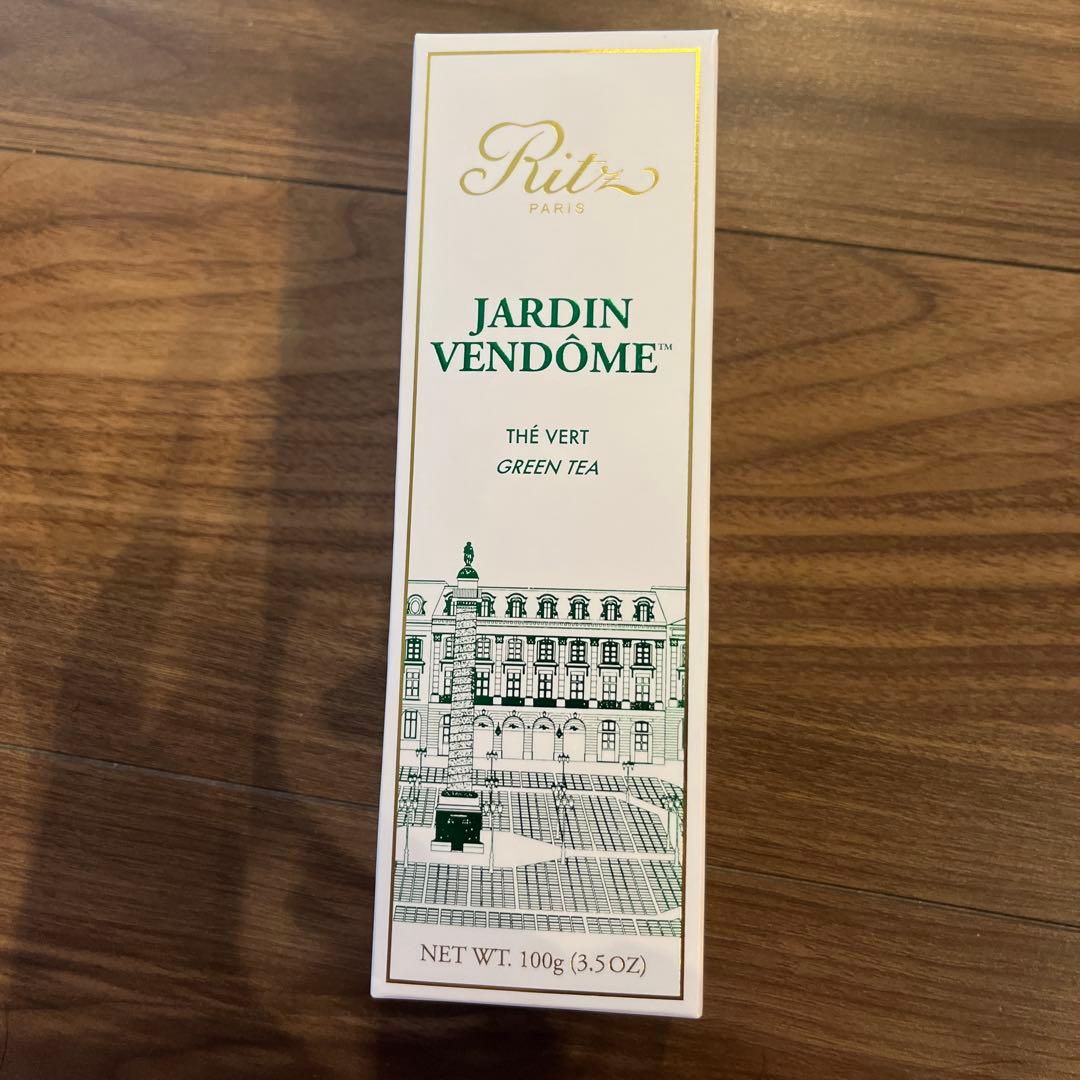 Ritz
PARIS
JARDIN
VENDÔME™
THÉ VERT
GREEN TEA
NET WT. 100g (3.5 OZ)